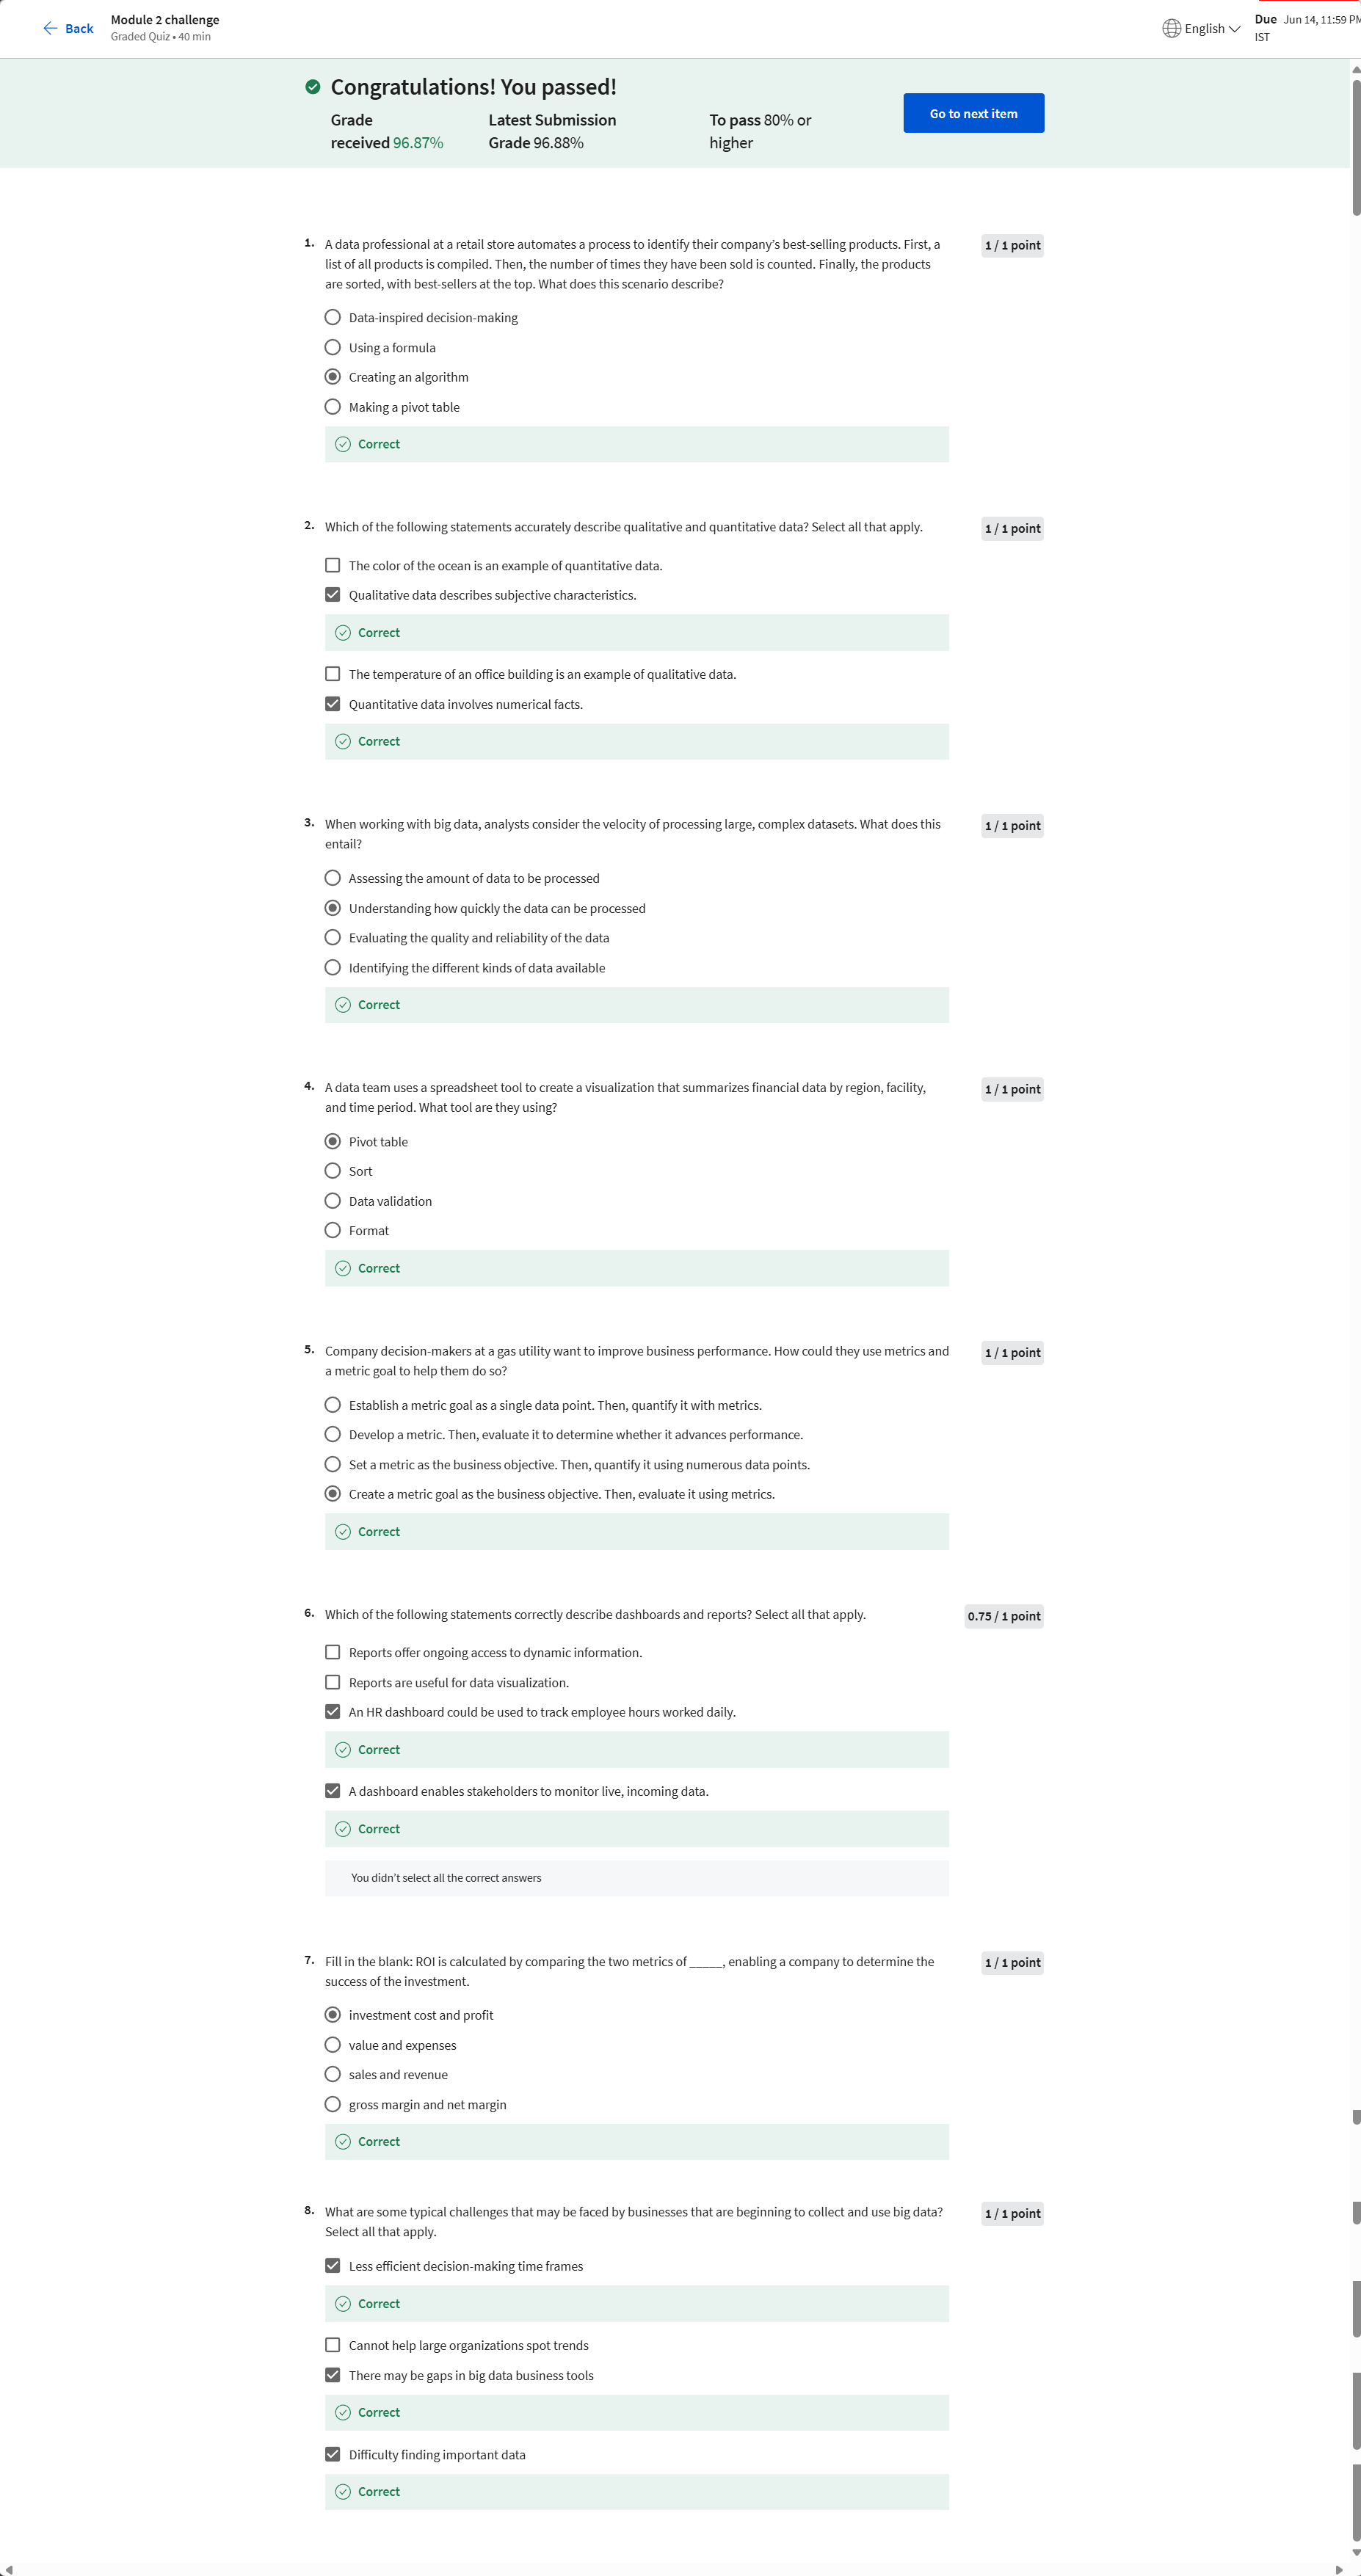 Back
Module 2 challenge
Graded Quiz • 40 min
English
Due Jun 14, 11:59 PM
IST
Congratulations! You passed!
Grade
received 96.87%
Latest Submission
Grade 96.88%
To pass 80% or
higher
Go to next item
1. A data professional at a retail store automates a process to identify their company’s best-selling products. First, a
list of all products is compiled. Then, the number of times they have been sold is counted. Finally, the products
are sorted, with best-sellers at the top. What does this scenario describe?
1 / 1 point
Data-inspired decision-making
Using a formula
Creating an algorithm
Making a pivot table
Correct
2. Which of the following statements accurately describe qualitative and quantitative data? Select all that apply.
1 / 1 point
The color of the ocean is an example of quantitative data.
Qualitative data describes subjective characteristics.
Correct
The temperature of an office building is an example of qualitative data.
Quantitative data involves numerical facts.
Correct
3. When working with big data, analysts consider the velocity of processing large, complex datasets. What does this
entail?
1 / 1 point
Assessing the amount of data to be processed
Understanding how quickly the data can be processed
Evaluating the quality and reliability of the data
Identifying the different kinds of data available
Correct
4. A data team uses a spreadsheet tool to create a visualization that summarizes financial data by region, facility,
and time period. What tool are they using?
1 / 1 point
Pivot table
Sort
Data validation
Format
Correct
5. Company decision-makers at a gas utility want to improve business performance. How could they use metrics and
a metric goal to help them do so?
1 / 1 point
Establish a metric goal as a single data point. Then, quantify it with metrics.
Develop a metric. Then, evaluate it to determine whether it advances performance.
Set a metric as the business objective. Then, quantify it using numerous data points.
Create a metric goal as the business objective. Then, evaluate it using metrics.
Correct
6. Which of the following statements correctly describe dashboards and reports? Select all that apply.
0.75 / 1 point
Reports offer ongoing access to dynamic information.
Reports are useful for data visualization.
An HR dashboard could be used to track employee hours worked daily.
Correct
A dashboard enables stakeholders to monitor live, incoming data.
Correct
You didn’t select all the correct answers
7. Fill in the blank: ROI is calculated by comparing the two metrics of _____, enabling a company to determine the
success of the investment.
1 / 1 point
investment cost and profit
value and expenses
sales and revenue
gross margin and net margin
Correct
8. What are some typical challenges that may be faced by businesses that are beginning to collect and use big data?
Select all that apply.
1 / 1 point
Less efficient decision-making time frames
Correct
Cannot help large organizations spot trends
There may be gaps in big data business tools
Correct
Difficulty finding important data
Correct